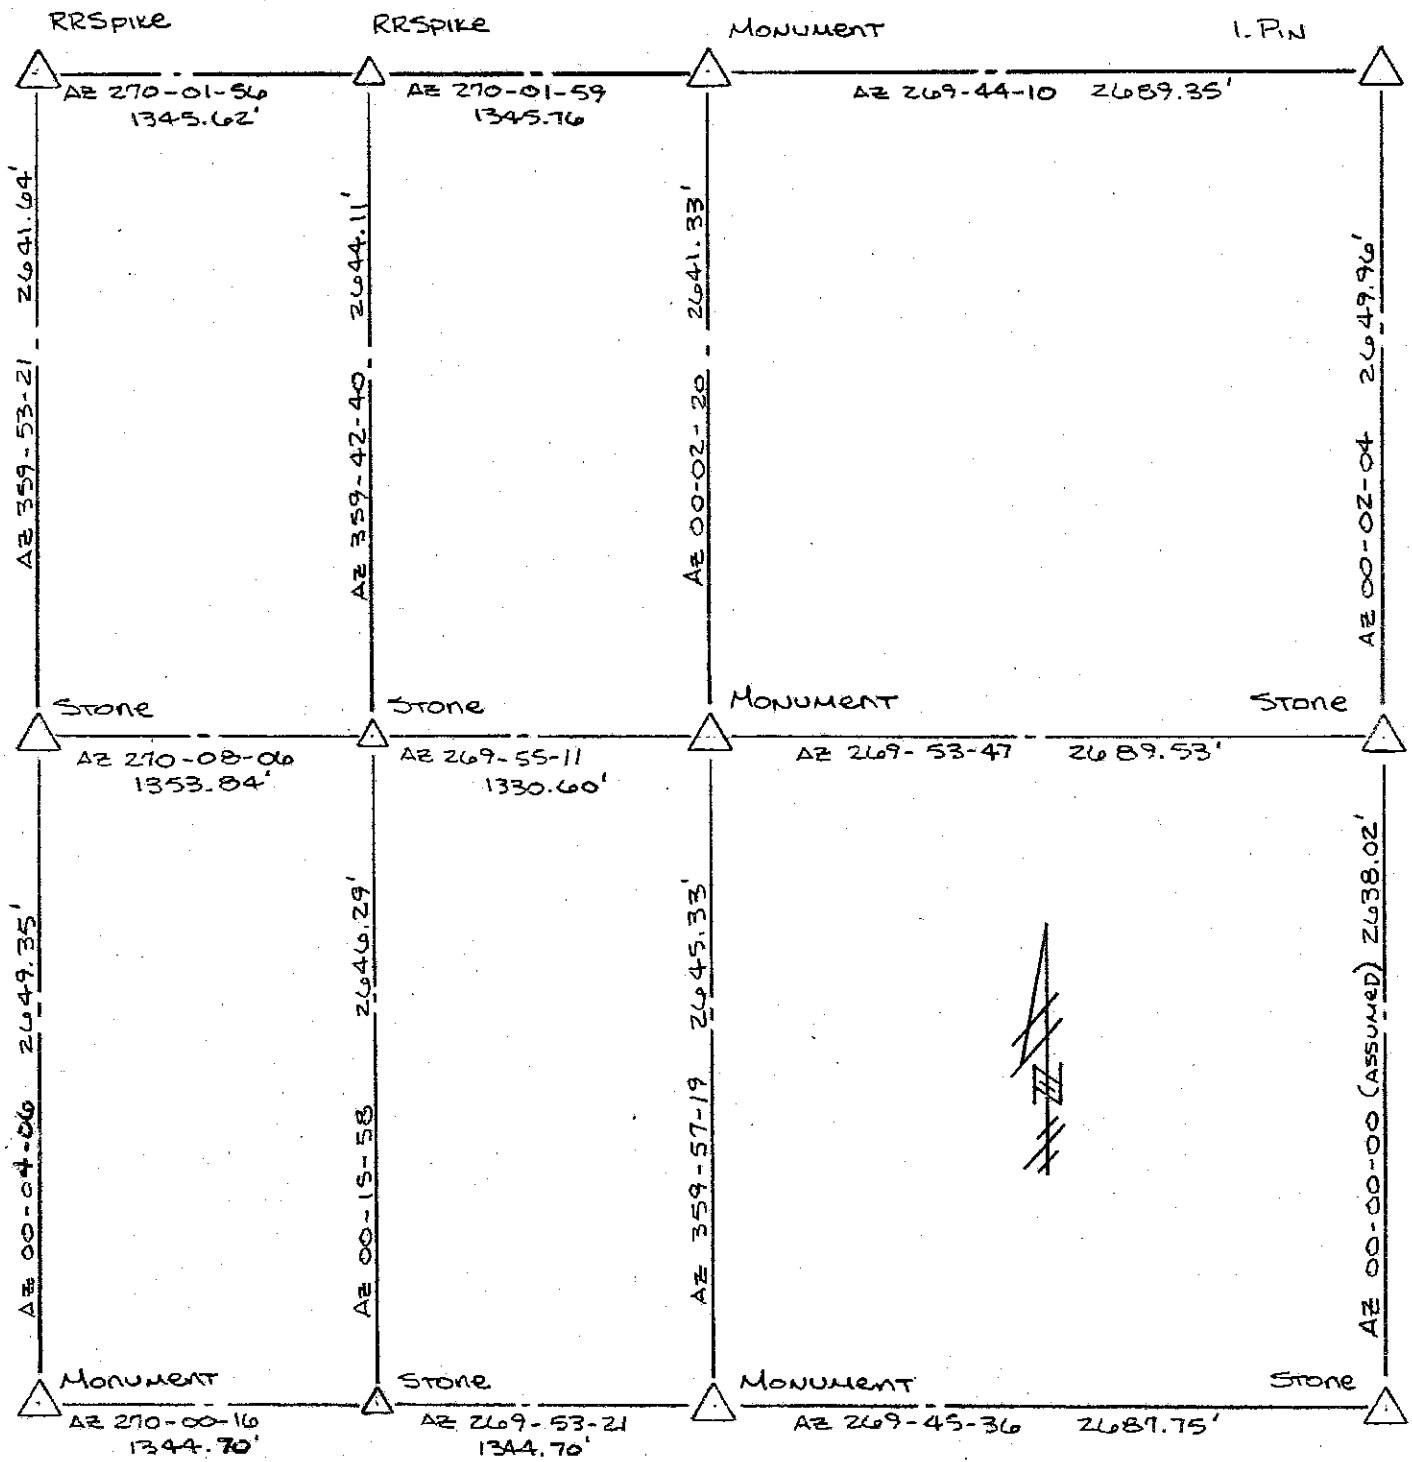 RRSpike
RRSpike
Monument
I. Pin
AZ 270-01-56
1345.62'
AZ 270-01-59
1345.76
AZ 269-44-10 2689.35'
AZ 359-53-21 2641.64'
AZ 359-42-40 2644.11'
AZ 00-02-20 2641.33'
AZ 00-02-04 2649.96'
Stone
Stone
Monument
Stone
AZ 270-08-06
1353.84'
AZ 269-55-11
1330.60'
AZ 269-53-47 2689.53'
AZ 00-04-06 2649.35'
AZ 00-15-58 2646.29'
AZ 359-57-19 2645.33'
N
AZ 00-00-00 (Assumed) 2638.02'
Monument
Stone
Monument
Stone
AZ 270-00-16
1344.70'
AZ 269-53-21
1344.70'
AZ 269-45-36 2687.75'